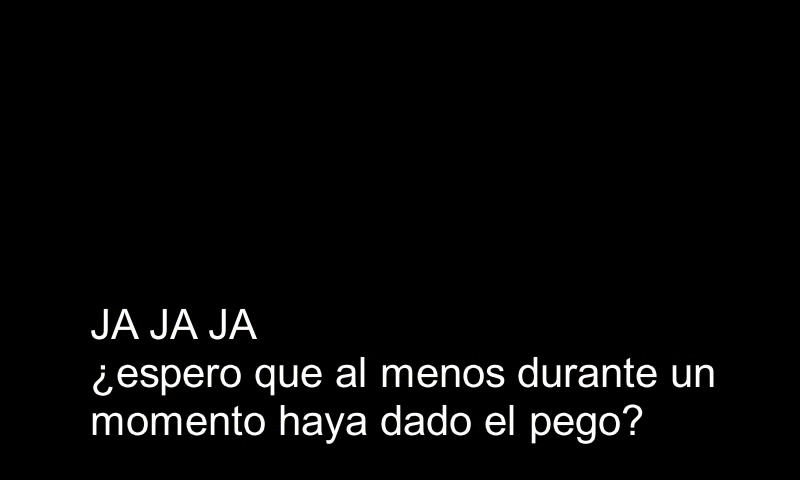 JA JA JA
¿espero que al menos durante un
momento haya dado el pego?